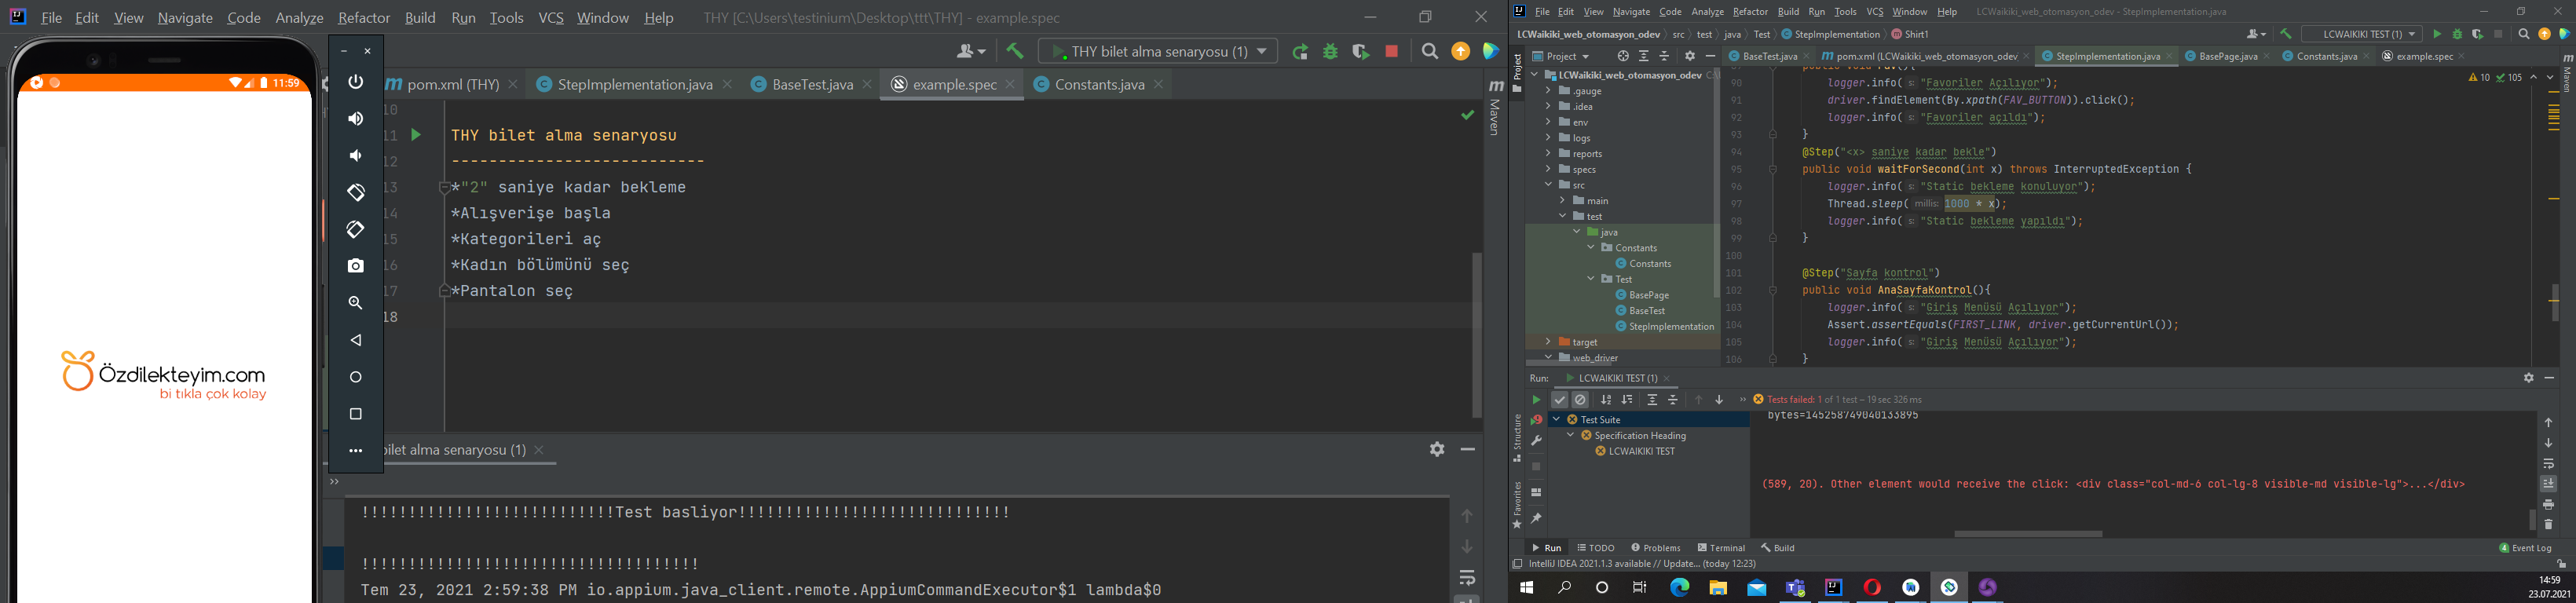 File Edit View Navigate Code Analyze Refactor Build Run Tools VCS Window Help THY [C:\Users\testinium\Desktop\ttt\THY] - example.spec
THY bilet alma senaryosu (1)
pom.xml (THY) StepImplementation.java BaseTest.java example.spec Constants.java
11:59
Özdilekteyim.com
bi tıkla çok kolay
10
11 THY bilet alma senaryosu
12 ---------------------------
13 *"2" saniye kadar bekleme
14 *Alışverişe başla
15 *Kategorileri aç
16 *Kadın bölümünü seç
17 *Pantalon seç
18
Maven
bilet alma senaryosu (1)
!!!!!!!!!!!!!!!!!!!!!!!!!!!Test basliyor!!!!!!!!!!!!!!!!!!!!!!!!!!!!!
!!!!!!!!!!!!!!!!!!!!!!!!!!!!!!!!!!!!
Tem 23, 2021 2:59:38 PM io.appium.java_client.remote.AppiumCommandExecutor$1 lambda$0
File Edit View Navigate Code Analyze Refactor Build Run Tools VCS Window Help LCWaikiki_web_otomasyon_odev - StepImplementation.java
LCWaikiki_web_otomasyon_odev src test java Test StepImplementation Shirt1
LCWAIKIKI TEST (1)
Project
BaseTest.java pom.xml (LCWaikiki_web_otomasyon_odev) StepImplementation.java BasePage.java Constants.java example.spec
LCWaikiki_web_otomasyon_odev
.gauge
.idea
env
logs
reports
specs
src
main
test
java
Constants
Constants
Test
BasePage
BaseTest
StepImplementation
target
web_driver
Project
Structure
Favorites
Maven
10 105
90 logger.info( s: "Favoriler Açılıyor");
91 driver.findElement(By.xpath(FAV_BUTTON)).click();
92 logger.info( s: "Favoriler açıldı");
93 }
94 @Step("<x> saniye kadar bekle")
95 public void waitForSecond(int x) throws InterruptedException {
96 logger.info( s: "Static bekleme konuluyor");
97 Thread.sleep( millis: 1000 * x);
98 logger.info( s: "Static bekleme yapıldı");
99 }
100
101 @Step("Sayfa kontrol")
102 public void AnaSayfaKontrol(){
103 logger.info( s: "Giriş Menüsü Açılıyor");
104 Assert.assertEquals(FIRST_LINK, driver.getCurrentUrl());
105 logger.info( s: "Giriş Menüsü Açılıyor");
106 }
Run: LCWAIKIKI TEST (1)
Tests failed: 1 of 1 test – 19 sec 326 ms
Test Suite
Specification Heading
LCWAIKIKI TEST
bytes=145258749040133895
(589, 20). Other element would receive the click: <div class="col-md-6 col-lg-8 visible-md visible-lg">...</div>
Run TODO Problems Terminal Build 4 Event Log
IntelliJ IDEA 2021.1.3 available // Update... (today 12:23)
14:59
23.07.2021